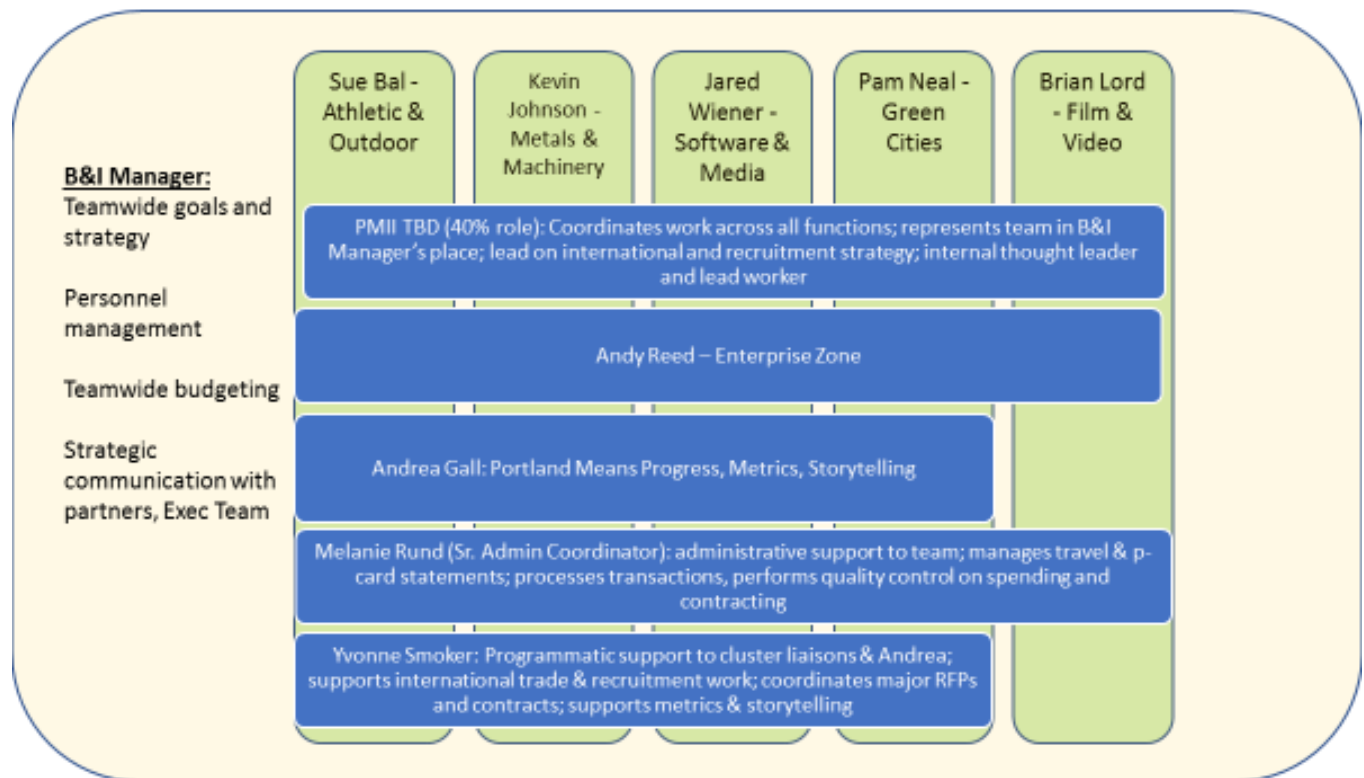 Sue Bal -
Athletic &
Outdoor
Kevin
Johnson -
Metals &
Machinery
Jared
Wiener -
Software &
Media
Pam Neal -
Green
Cities
Brian Lord
- Film &
Video
B&I Manager:
Teamwide goals and
strategy
Personnel
management
Teamwide budgeting
Strategic
communication with
partners, Exec Team
PMII TBD (40% role): Coordinates work across all functions; represents team in B&I
Manager's place; lead on international and recruitment strategy; internal thought leader
and lead worker
Andy Reed – Enterprise Zone
Andrea Gall: Portland Means Progress, Metrics, Storytelling
Melanie Rund (Sr. Admin Coordinator): administrative support to team; manages travel & p-
card statements; processes transactions, performs quality control on spending and
contracting
Yvonne Smoker: Programmatic support to cluster liaisons & Andrea;
supports international trade & recruitment work; coordinates major RFPs
and contracts; supports metrics & storytelling